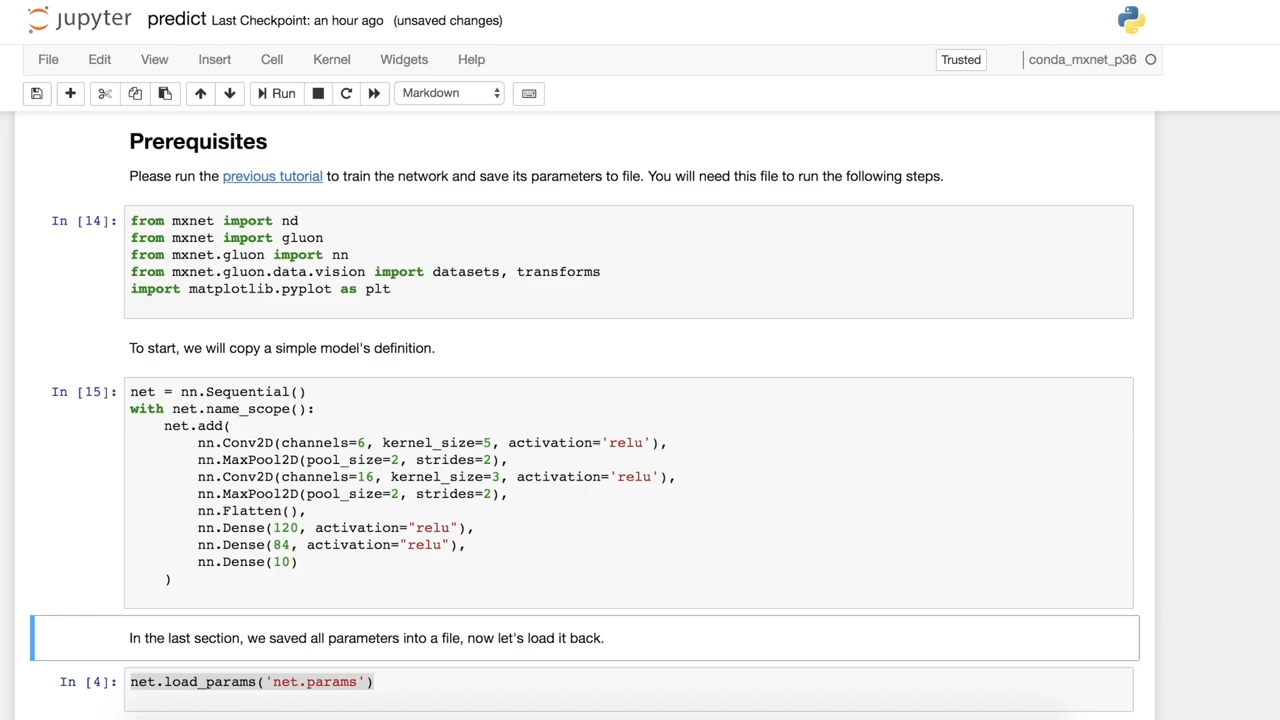 jupyter predict Last Checkpoint: an hour ago (unsaved changes)
File Edit View Insert Cell Kernel Widgets Help Trusted conda_mxnet_p36
Run Markdown
Prerequisites
Please run the previous tutorial to train the network and save its parameters to file. You will need this file to run the following steps.
In [14]: from mxnet import nd
from mxnet import gluon
from mxnet.gluon import nn
from mxnet.gluon.data.vision import datasets, transforms
import matplotlib.pyplot as plt
To start, we will copy a simple model's definition.
In [15]: net = nn.Sequential()
with net.name_scope():
    net.add(
        nn.Conv2D(channels=6, kernel_size=5, activation='relu'),
        nn.MaxPool2D(pool_size=2, strides=2),
        nn.Conv2D(channels=16, kernel_size=3, activation='relu'),
        nn.MaxPool2D(pool_size=2, strides=2),
        nn.Flatten(),
        nn.Dense(120, activation="relu"),
        nn.Dense(84, activation="relu"),
        nn.Dense(10)
    )
In the last section, we saved all parameters into a file, now let's load it back.
In [4]: net.load_params('net.params')